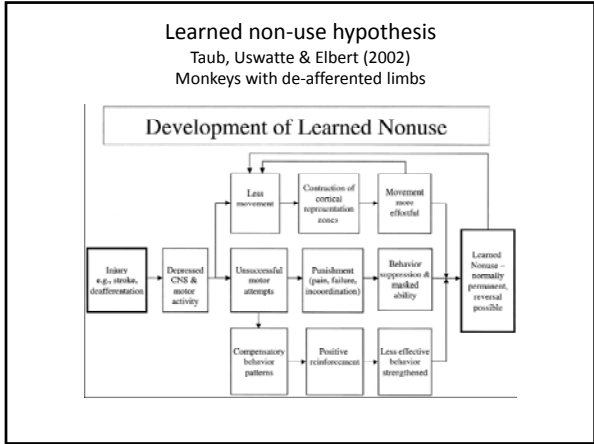 Learned non-use hypothesis
Taub, Uswatte & Elbert (2002)
Monkeys with de-afferented limbs
Development of Learned Nonuse
Less
movement
Contraction of
cortical
representation
zones
Movement
more
effortful
Injury
e.g., stroke,
deafferentation
Depressed
CNS &
motor
activity
Unsuccessful
motor
attempts
Punishment
(pain, failure,
incoordination)
Behavior
suppression &
masked
ability
Learned
Nonuse –
normally
permanent,
reversal
possible
Compensatory
behavior
patterns
Positive
reinforcement
Less effective
behavior
strengthened